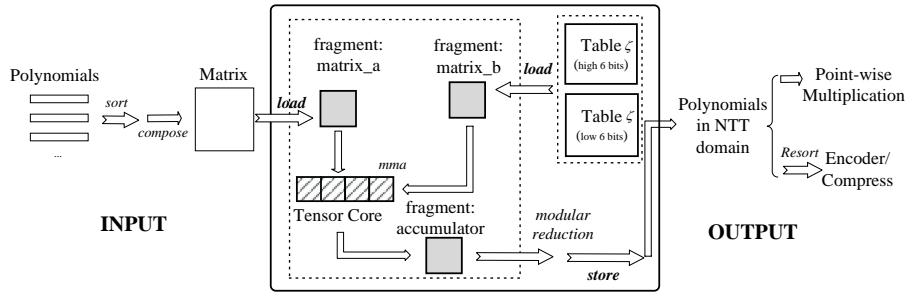 Polynomials
...
sort
compose
Matrix
INPUT
load
fragment:
matrix_a
fragment:
matrix_b
load
Table ζ
(high 6 bits)
Table ζ
(low 6 bits)
mma
Tensor Core
fragment:
accumulator
modular
reduction
store
Polynomials
in NTT
domain
Point-wise
Multiplication
Resort
Encoder/
Compress
OUTPUT